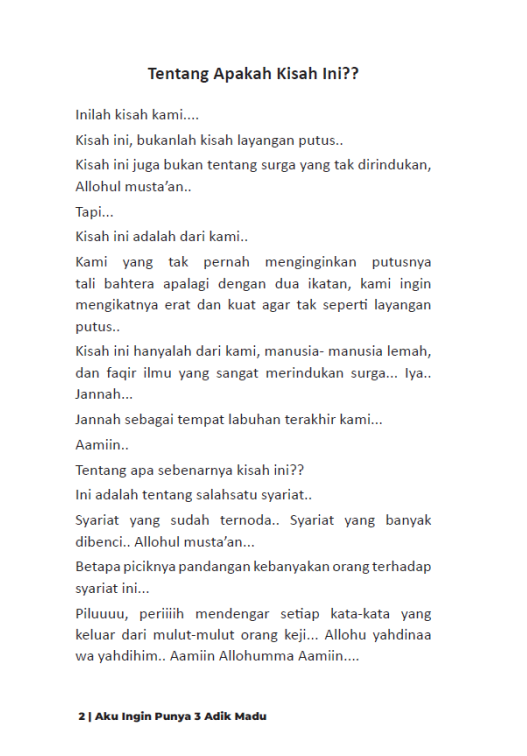 Tentang Apakah Kisah Ini??
Inilah kisah kami....
Kisah ini, bukanlah kisah layangan putus..
Kisah ini juga bukan tentang surga yang tak dirindukan,
Allohul musta’an..
Tapi...
Kisah ini adalah dari kami..
Kami yang tak pernah menginginkan putusnya
tali bahtera apalagi dengan dua ikatan, kami ingin
mengikatnya erat dan kuat agar tak seperti layangan
putus..
Kisah ini hanyalah dari kami, manusia- manusia lemah,
dan faqir ilmu yang sangat merindukan surga... Iya..
Jannah...
Jannah sebagai tempat labuhan terakhir kami...
Aamiin..
Tentang apa sebenarnya kisah ini??
Ini adalah tentang salahsatu syariat..
Syariat yang sudah ternoda.. Syariat yang banyak
dibenci.. Allohul musta’an...
Betapa piciknya pandangan kebanyakan orang terhadap
syariat ini...
Piluuuu, periiiih mendengar setiap kata-kata yang
keluar dari mulut-mulut orang keji... Allohu yahdinaa
wa yahdihim.. Aamiin Allohumma Aamiin....
2 | Aku Ingin Punya 3 Adik Madu